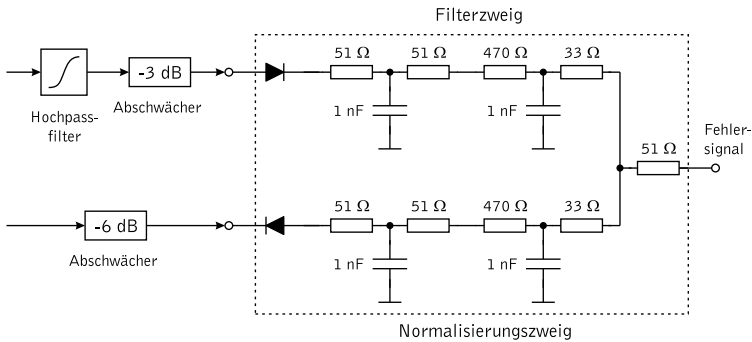 Filterzweig
51 Ω 51 Ω 470 Ω 33 Ω
-3 dB
Hochpass-
filter
Abschwächer
1 nF 1 nF
Fehler-
signal
51 Ω
51 Ω 51 Ω 470 Ω 33 Ω
-6 dB
Abschwächer
1 nF 1 nF
Normalisierungszweig